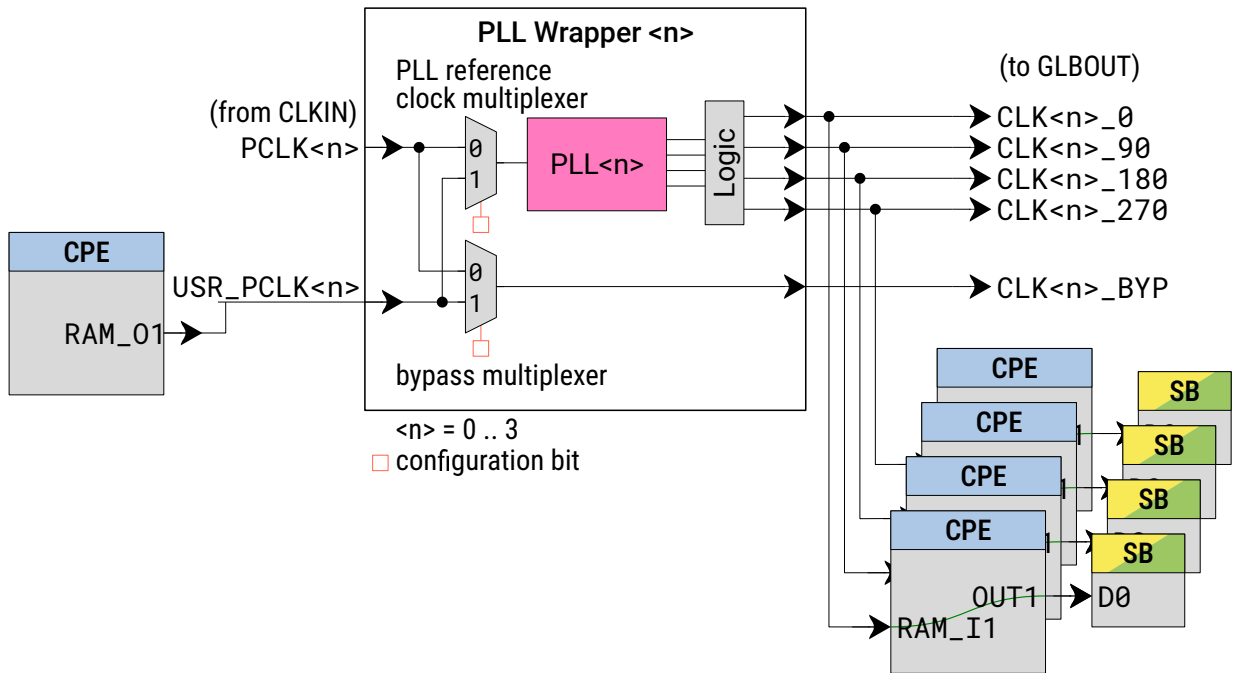 PLL Wrapper <n>
PLL reference
clock multiplexer
(from CLKIN)
PCLK<n>
0
1
PLL<n>
Logic
(to GLBOUT)
CLK<n>_0
CLK<n>_90
CLK<n>_180
CLK<n>_270
CPE
RAM_O1
USR_PCLK<n>
0
1
CLK<n>_BYP
bypass multiplexer
<n> = 0 .. 3
configuration bit
CPE
SB
CPE
SB
CPE
SB
CPE
SB
OUT1
D0
RAM_I1